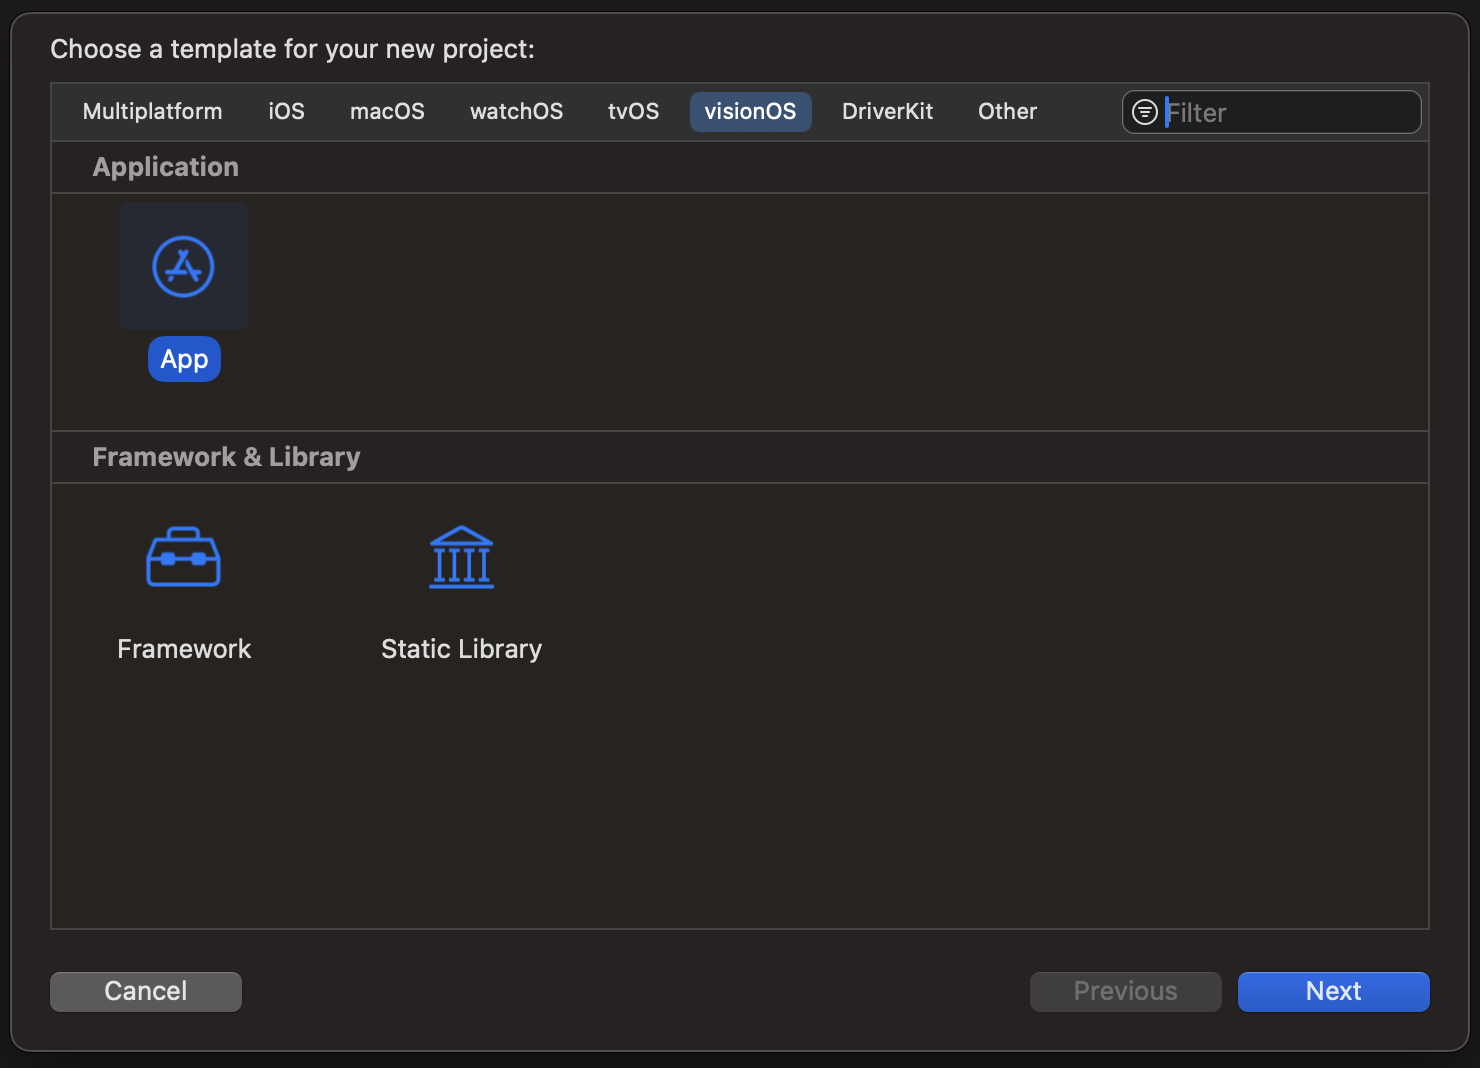 Choose a template for your new project:
Multiplatform iOS macOS watchOS tvOS visionOS DriverKit Other Filter
Application
App
Framework & Library
Framework Static Library
Cancel Previous Next